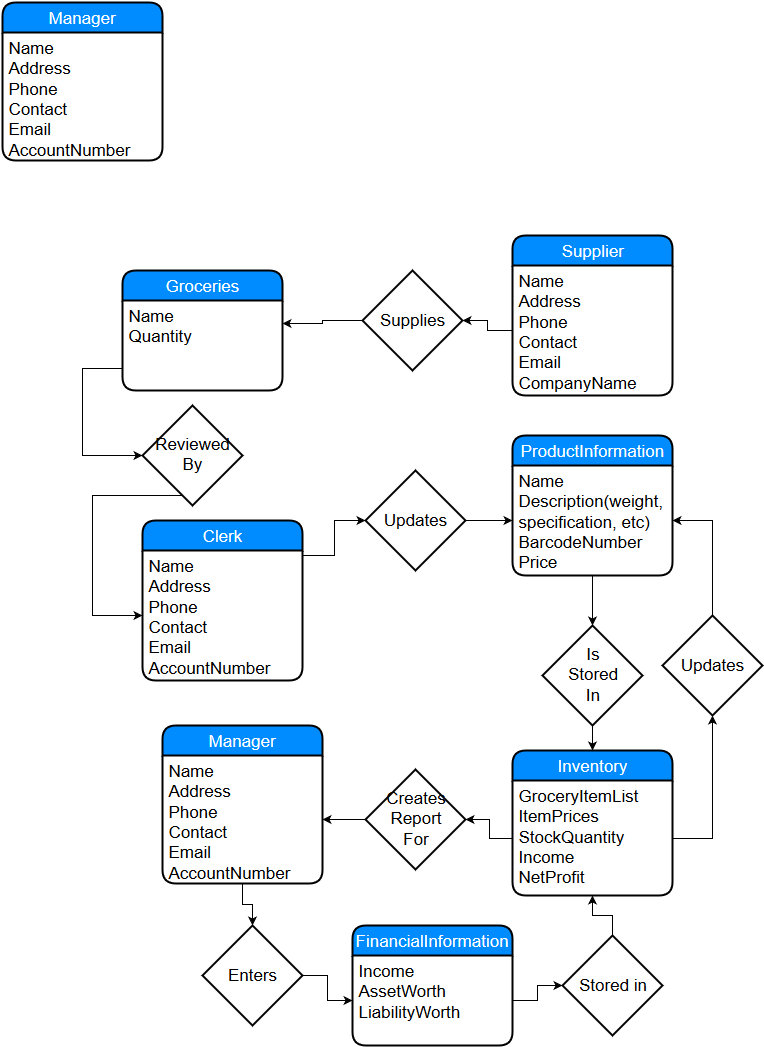 Manager
Name
Address
Phone
Contact
Email
AccountNumber
Supplier
Name
Address
Phone
Contact
Email
CompanyName
Groceries
Name
Quantity
Supplies
Reviewed
By
ProductInformation
Name
Description(weight,
specification, etc)
BarcodeNumber
Price
Updates
Clerk
Name
Address
Phone
Contact
Email
AccountNumber
Is
Stored
In
Updates
Manager
Name
Address
Phone
Contact
Email
AccountNumber
Creates
Report
For
Inventory
GroceryItemList
ItemPrices
StockQuantity
Income
NetProfit
Enters
FinancialInformation
Income
AssetWorth
LiabilityWorth
Stored in